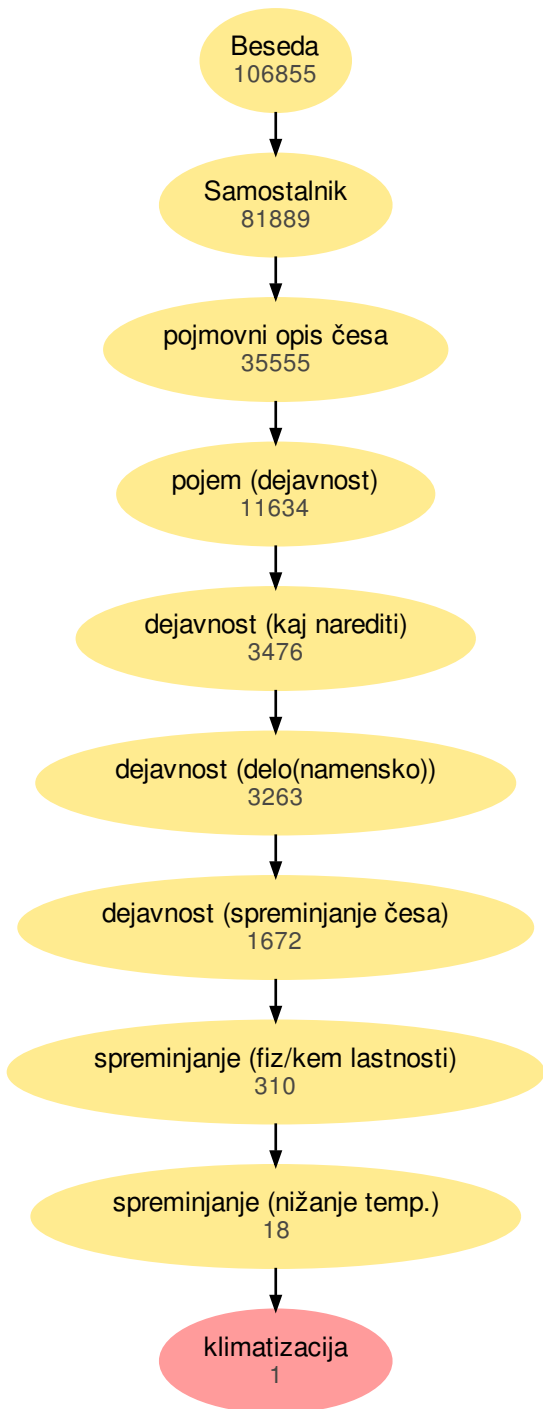 Beseda
106855
Samostalnik
81889
pojmovni opis česa
35555
pojem (dejavnost)
11634
dejavnost (kaj narediti)
3476
dejavnost (delo(namensko))
3263
dejavnost (spreminjanje česa)
1672
spreminjanje (fiz/kem lastnosti)
310
spreminjanje (nižanje temp.)
18
klimatizacija
1